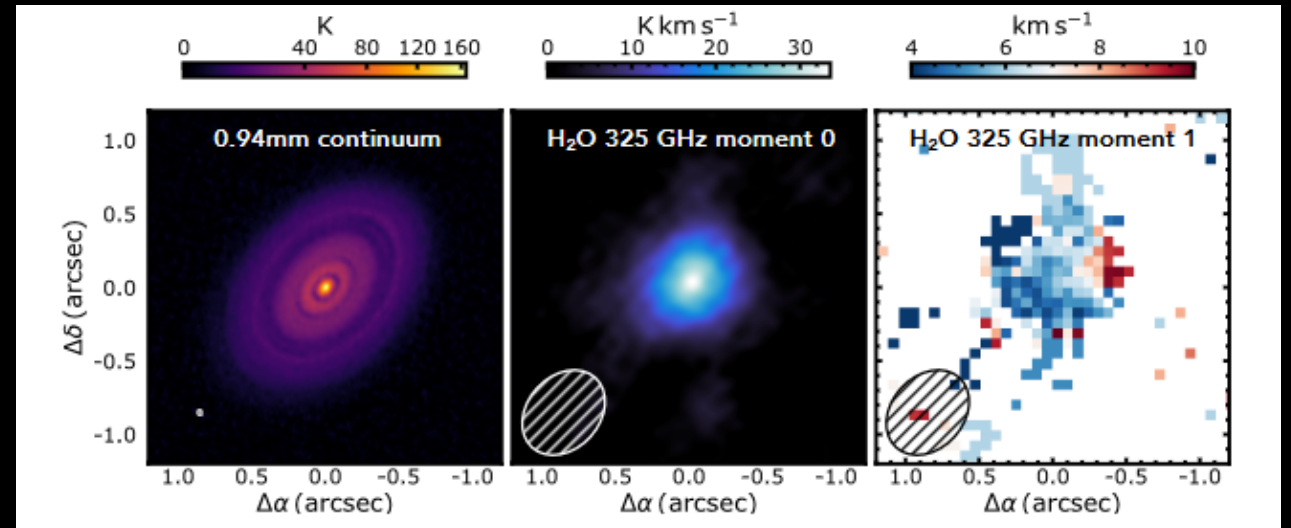 K
0 40 80 120 160
K km s⁻¹
0 10 20 30
km s⁻¹
4 6 8 10
0.94mm continuum
H₂O 325 GHz moment 0
H₂O 325 GHz moment 1
Δδ (arcsec)
1.0
0.5
0.0
-0.5
-1.0
1.0 0.5 0.0 -0.5 -1.0
1.0 0.5 0.0 -0.5 -1.0
1.0 0.5 0.0 -0.5 -1.0
Δα (arcsec)
Δα (arcsec)
Δα (arcsec)